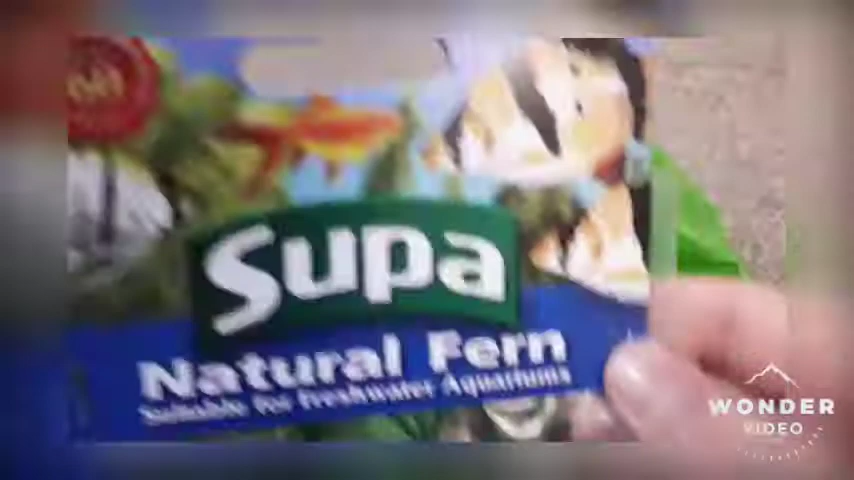 Supa
Natural Fern
Suitable for Freshwater Aquariums
WONDER
VIDEO